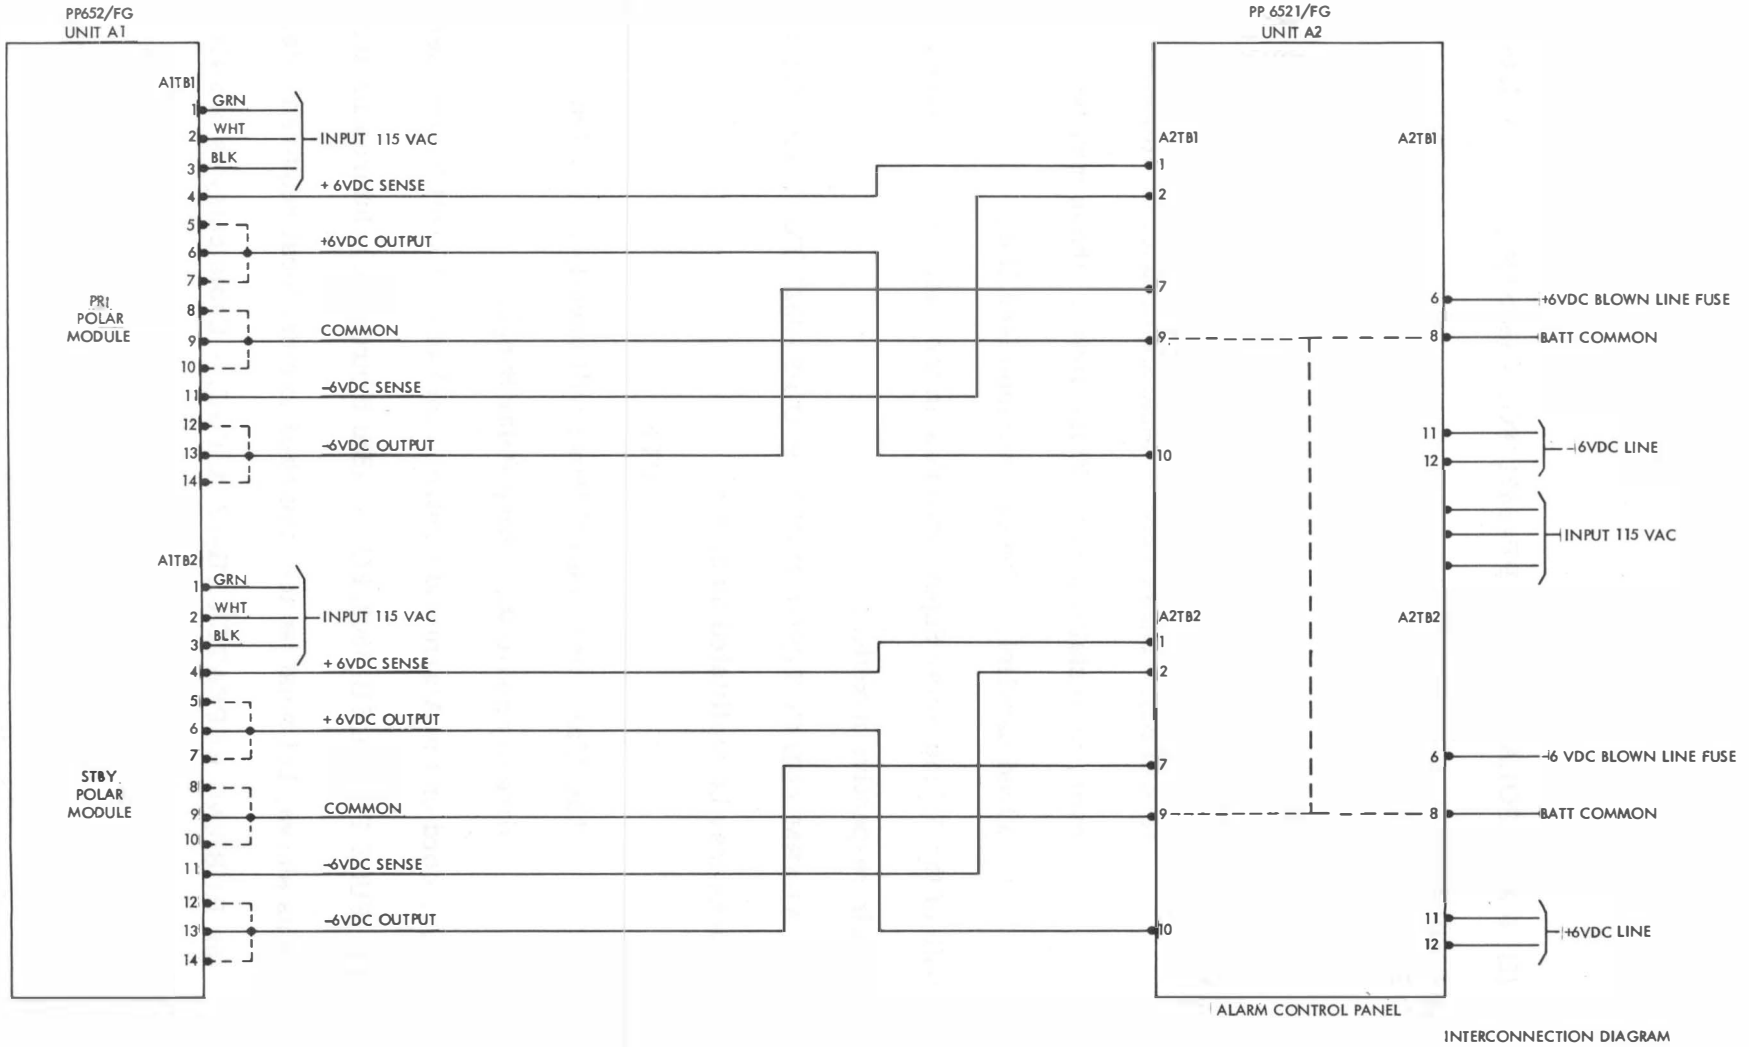 PP652/FG
UNIT A1
A1TB1
1 GRN
2 WHT
3 BLK
INPUT 115 VAC
4 + 6VDC SENSE
5
6 +6VDC OUTPUT
7
PRI
POLAR
MODULE
8
9 COMMON
10
11 -6VDC SENSE
12
13 -6VDC OUTPUT
14
A1TB2
1 GRN
2 WHT
3 BLK
INPUT 115 VAC
4 + 6VDC SENSE
5
6 + 6VDC OUTPUT
7
STBY
POLAR
MODULE
8
9 COMMON
10
11 -6VDC SENSE
12
13 -6VDC OUTPUT
14
PP 6521/FG
UNIT A2
A2TB1
1
2
7
9
10
A2TB2
1
2
7
9
10
A2TB1
6 +6VDC BLOWN LINE FUSE
8 BATT COMMON
11
12
-6VDC LINE
INPUT 115 VAC
A2TB2
6 -6 VDC BLOWN LINE FUSE
8 BATT COMMON
11
12
+6VDC LINE
ALARM CONTROL PANEL
INTERCONNECTION DIAGRAM